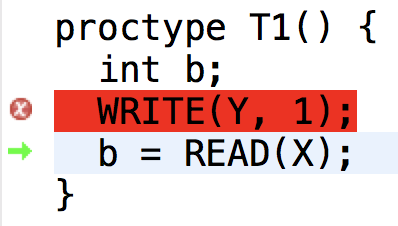 proctype T1() {
  int b;
  WRITE(Y, 1);
  b = READ(X);
}